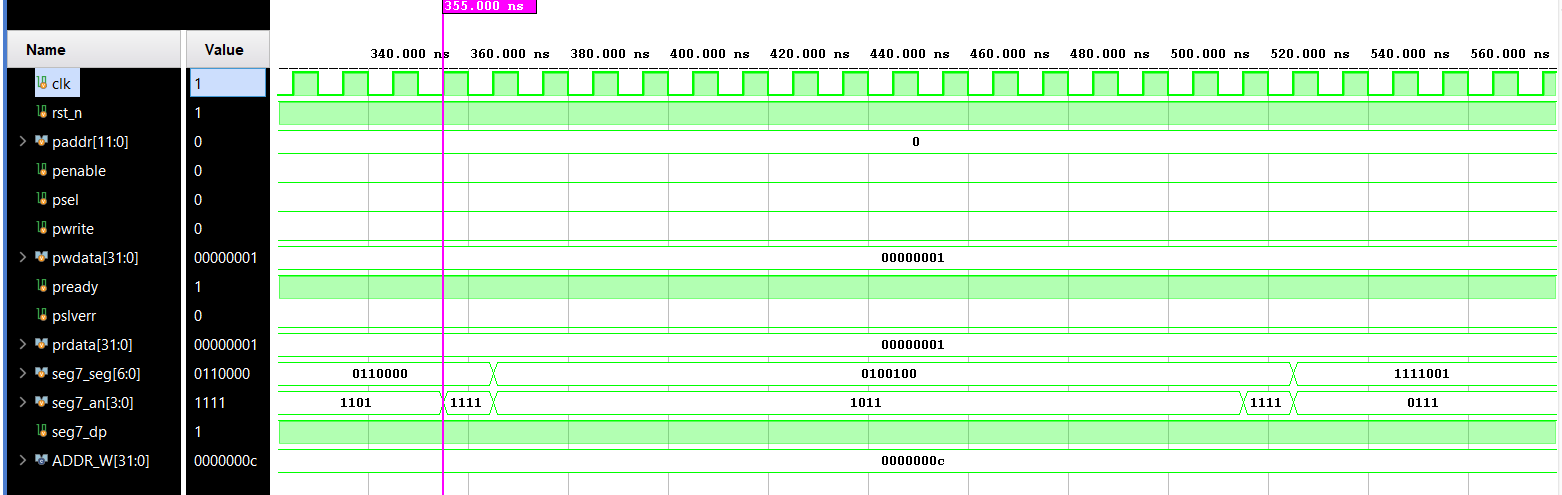 355.000 ns
Name Value
340.000 ns 360.000 ns 380.000 ns 400.000 ns 420.000 ns 440.000 ns 460.000 ns 480.000 ns 500.000 ns 520.000 ns 540.000 ns 560.000 ns
clk 1
rst_n 1
paddr[11:0] 0 0
penable 0
psel 0
pwrite 0
pwdata[31:0] 00000001 00000001
pready 1
pslverr 0
prdata[31:0] 00000001 00000001
seg7_seg[6:0] 0110000 0110000 0100100 1111001
seg7_an[3:0] 1111 1101 1111 1011 1111 0111
seg7_dp 1
ADDR_W[31:0] 0000000c 0000000c